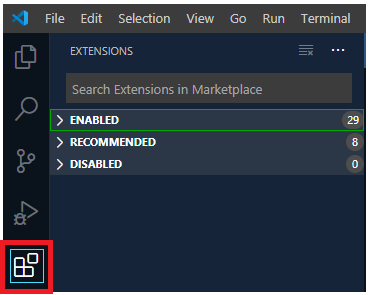 File Edit Selection View Go Run Terminal
EXTENSIONS
Search Extensions in Marketplace
ENABLED 29
RECOMMENDED 8
DISABLED 0